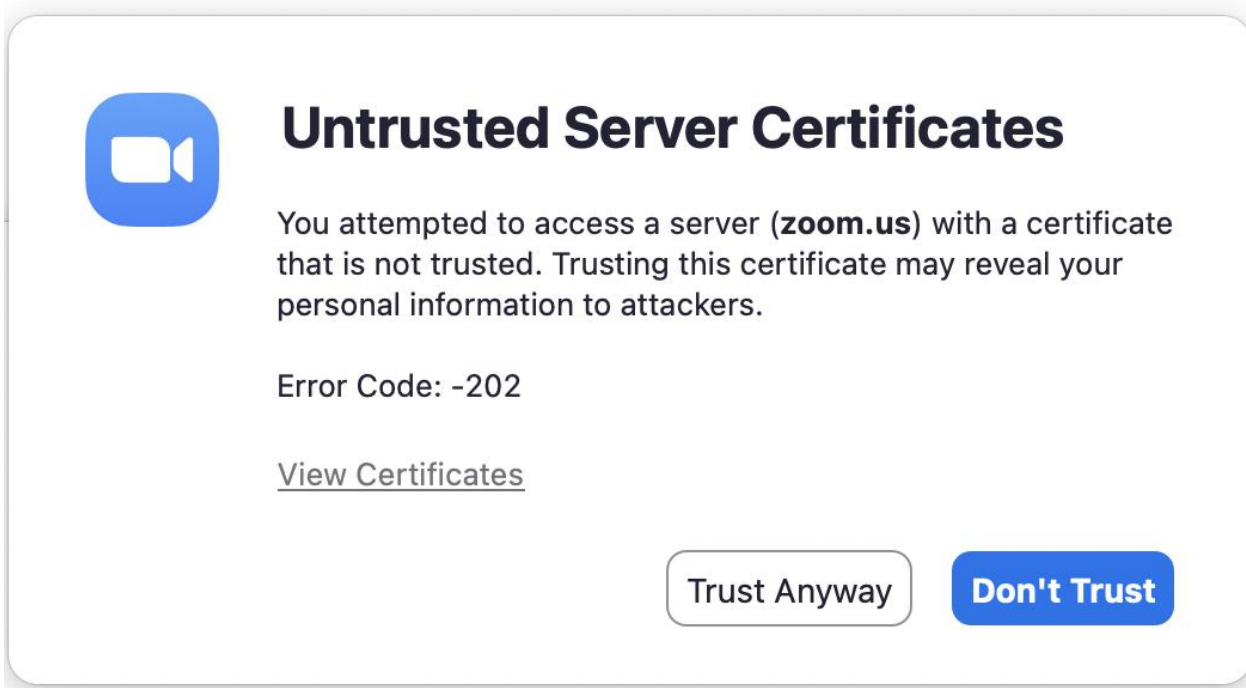 Untrusted Server Certificates
You attempted to access a server (zoom.us) with a certificate
that is not trusted. Trusting this certificate may reveal your
personal information to attackers.
Error Code: -202
View Certificates
Trust Anyway
Don't Trust